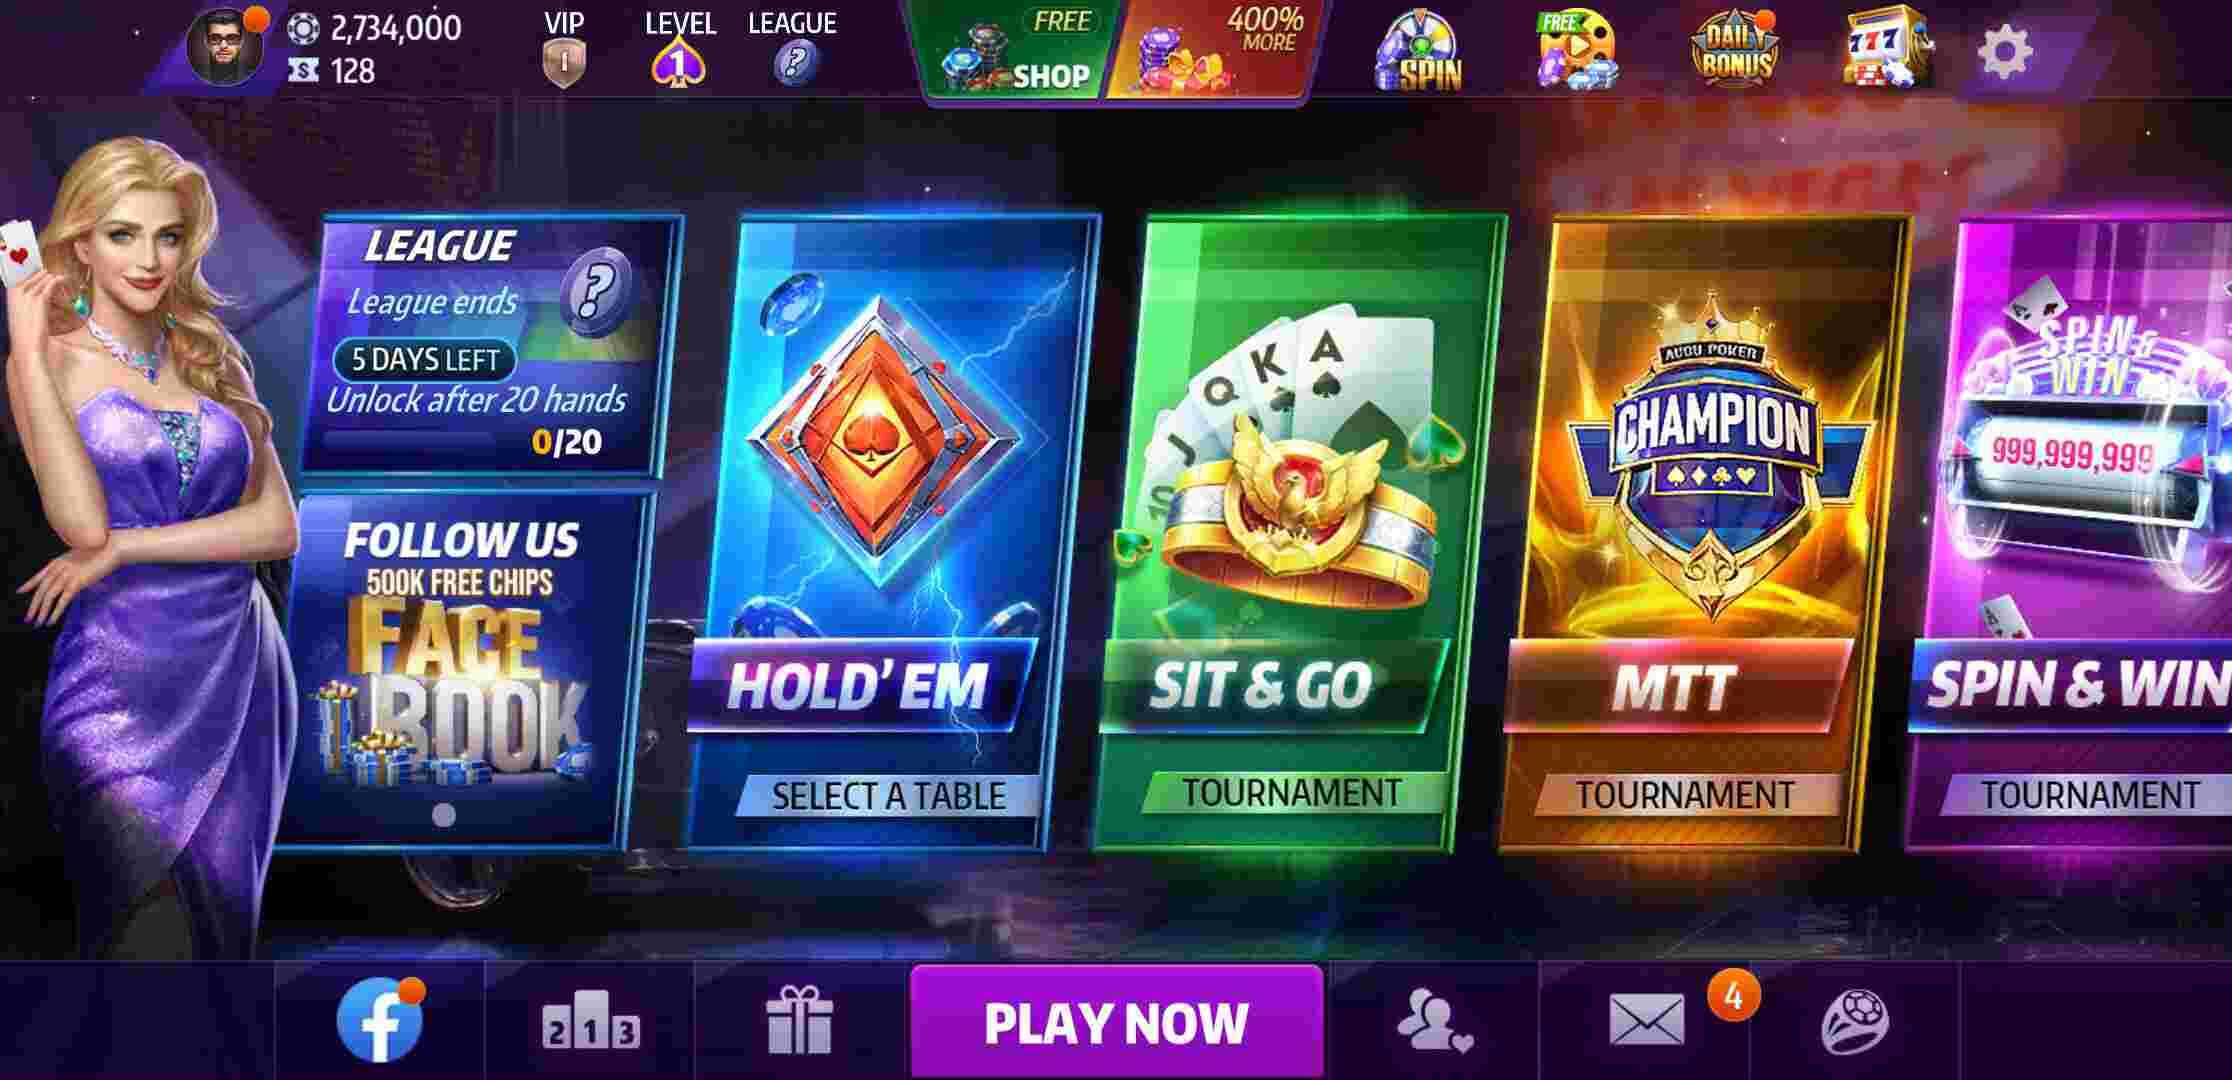 2,734,000
128
VIP
1
LEVEL
1
LEAGUE
?
FREE
SHOP
400%
MORE
SPIN
FREE
DAILY
BONUS
777
LEAGUE
League ends
?
5 DAYS LEFT
Unlock after 20 hands
0/20
FOLLOW US
500K FREE CHIPS
FACE
BOOK
HOLD' EM
SELECT A TABLE
10
J
Q
K
A
SIT & GO
TOURNAMENT
CHAMPION
MTT
TOURNAMENT
SPIN &
WIN
999,999,999
SPIN & WIN
TOURNAMENT
f
2 1 3
PLAY NOW
4